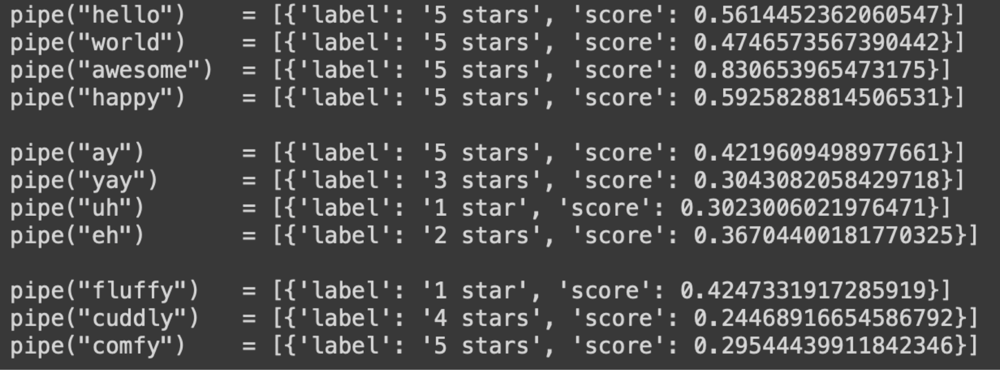 pipe("hello")    = [{'label': '5 stars', 'score': 0.5614452362060547}]
pipe("world")    = [{'label': '5 stars', 'score': 0.4746573567390442}]
pipe("awesome")  = [{'label': '5 stars', 'score': 0.830653965473175}]
pipe("happy")    = [{'label': '5 stars', 'score': 0.5925828814506531}]
pipe("ay")       = [{'label': '5 stars', 'score': 0.4219609498977661}]
pipe("yay")      = [{'label': '3 stars', 'score': 0.3043082058429718}]
pipe("uh")       = [{'label': '1 star', 'score': 0.3023006021976471}]
pipe("eh")       = [{'label': '2 stars', 'score': 0.36704400181770325}]
pipe("fluffy")   = [{'label': '1 star', 'score': 0.4247331917285919}]
pipe("cuddly")   = [{'label': '4 stars', 'score': 0.24468916654586792}]
pipe("comfy")    = [{'label': '5 stars', 'score': 0.29544439911842346}]